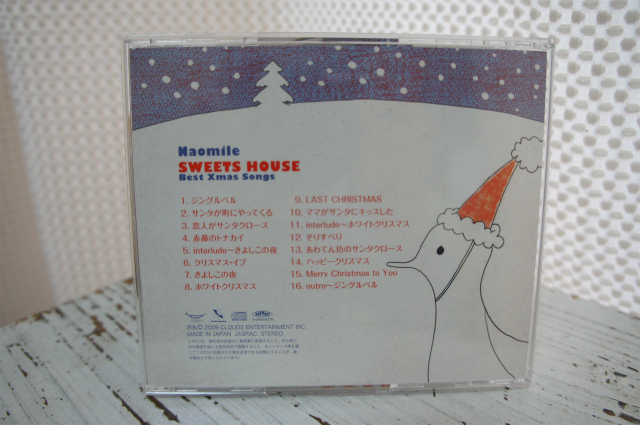 Naomile
SWEETS HOUSE
Best Xmas Songs
1. ジングルベル
2. サンタが町にやってくる
3. 恋人がサンタクロース
4. 赤鼻のトナカイ
5. interlude～きよしこの夜
6. クリスマス・イブ
7. きよしこの夜
8. ホワイトクリスマス
9. LAST CHRISTMAS
10. ママがサンタにキッスした
11. interlude～ホワイトクリスマス
12. そりすべり
13. あわてん坊のサンタクロース
14. ハッピークリスマス
15. Merry Christmas to You
16. outro～ジングルベル
℗&© 2009 CLOUDS ENTERTAINMENT INC.
MADE IN JAPAN JASRAC STEREO